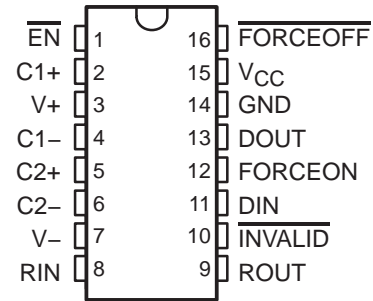 EN 1 16 FORCEOFF
C1+ 2 15 VCC
V+ 3 14 GND
C1− 4 13 DOUT
C2+ 5 12 FORCEON
C2− 6 11 DIN
V− 7 10 INVALID
RIN 8 9 ROUT